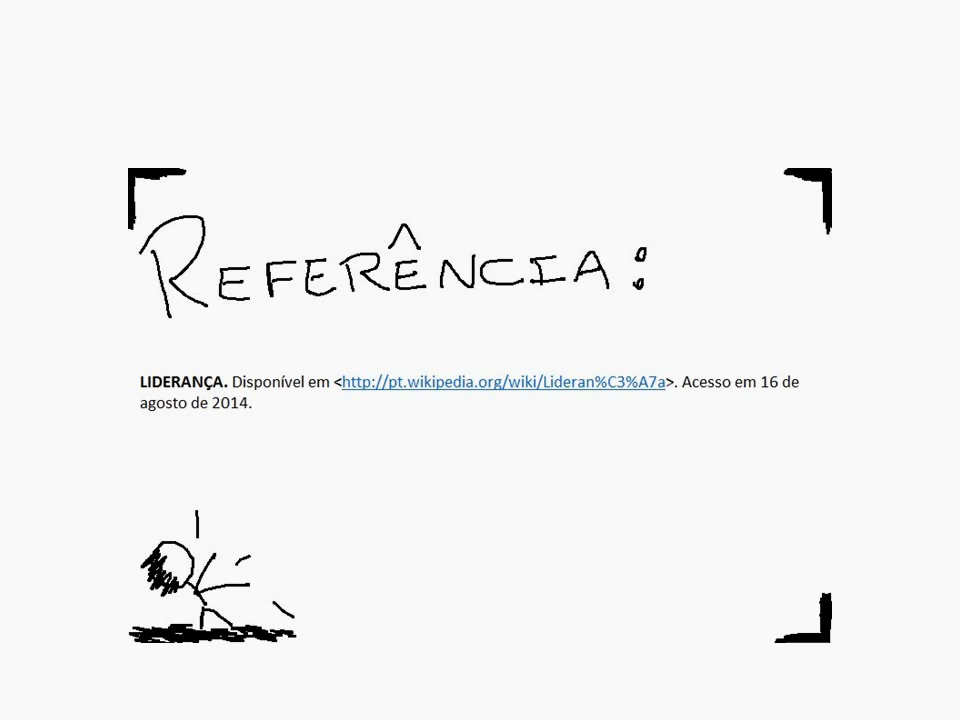 REFERÊNCIA:
LIDERANÇA. Disponível em <http://pt.wikipedia.org/wiki/Lideran%C3%A7a>. Acesso em 16 de
agosto de 2014.